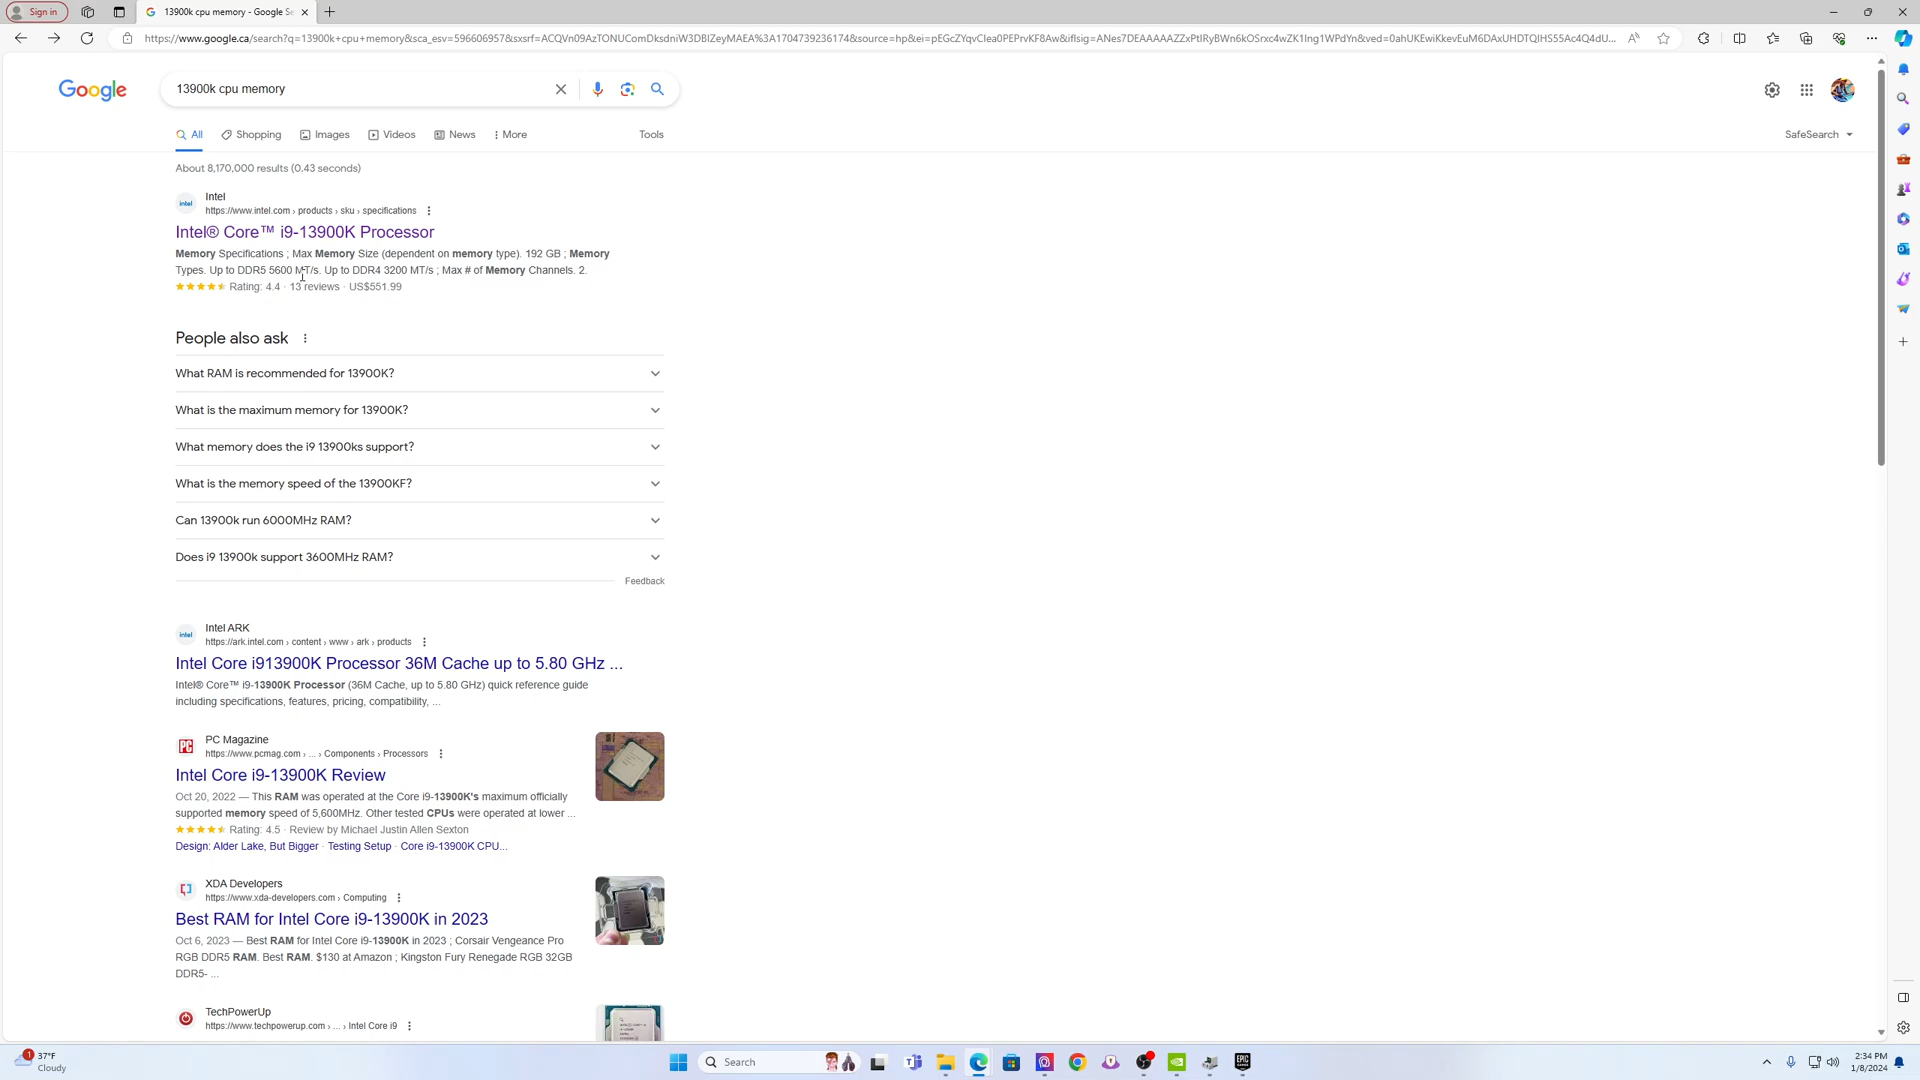 Sign in
13900k cpu memory - Google Se
https://www.google.ca/search?q=13900k+cpu+memory&sca_esv=596606957&sxsrf=ACQVn09AzTONUComDksdniW3DBIZeyMAEA%3A1704739236174&source=hp&ei=pEGcZYqvClea0PEPrvKF8Aw&iflsig=ANes7DEAAAAAZZxPtIRyBWn6kOSrxc4wZK1Ing1WPdYn&ved=0ahUKEwiKkevEuM6DAxUHDTQIHS55Ac4Q4dU...
Google
13900k cpu memory
All
Shopping
Images
Videos
News
More
Tools
SafeSearch
About 8,170,000 results (0.43 seconds)
intel
Intel
https://www.intel.com › products › sku › specifications
Intel® Core™ i9-13900K Processor
Memory Specifications ; Max Memory Size (dependent on memory type). 192 GB ; Memory
Types. Up to DDR5 5600 MT/s. Up to DDR4 3200 MT/s ; Max # of Memory Channels. 2.
Rating: 4.4 · 13 reviews · US$551.99
People also ask
What RAM is recommended for 13900K?
What is the maximum memory for 13900K?
What memory does the i9 13900ks support?
What is the memory speed of the 13900KF?
Can 13900k run 6000MHz RAM?
Does i9 13900k support 3600MHz RAM?
Feedback
intel
Intel ARK
https://ark.intel.com › content › www › ark › products
Intel Core i913900K Processor 36M Cache up to 5.80 GHz ...
Intel® Core™ i9-13900K Processor (36M Cache, up to 5.80 GHz) quick reference guide
including specifications, features, pricing, compatibility, ...
PC
PC Magazine
https://www.pcmag.com › ... › Components › Processors
Intel Core i9-13900K Review
Oct 20, 2022 — This RAM was operated at the Core i9-13900K's maximum officially
supported memory speed of 5,600MHz. Other tested CPUs were operated at lower ...
Rating: 4.5 · Review by Michael Justin Allen Sexton
Design: Alder Lake, But Bigger · Testing Setup · Core i9-13900K CPU...
XDA Developers
https://www.xda-developers.com › Computing
Best RAM for Intel Core i9-13900K in 2023
Oct 6, 2023 — Best RAM for Intel Core i9-13900K in 2023 ; Corsair Vengeance Pro
RGB DDR5 RAM. Best RAM. $130 at Amazon ; Kingston Fury Renegade RGB 32GB
DDR5- ...
TechPowerUp
https://www.techpowerup.com › ... › Intel Core i9
1
37°F
Cloudy
Search
EPIC
2:34 PM
1/8/2024